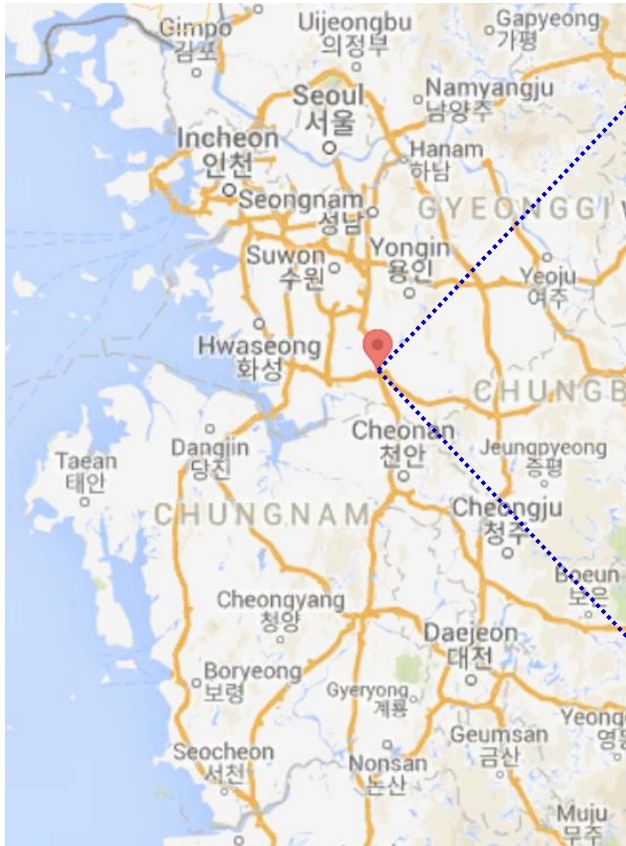 Gimpo
김포
Uijeongbu
의정부
Gapyeong
가평
Seoul
서울
Namyangju
남양주
Incheon
인천
Hanam
하남
Seongnam
성남
GYEONGGI
Suwon
수원
Yongin
용인
Yeoju
여주
Hwaseong
화성
CHUNGB
Dangjin
당진
Cheonan
천안
Jeungpyeong
증평
Taean
태안
CHUNGNAM
Cheongju
청주
Boeun
보은
Cheongyang
청양
Daejeon
대전
Boryeong
보령
Gyeryong
계룡
Yeong
영동
Geumsan
금산
Seocheon
서천
Nonsan
논산
Muju
무주